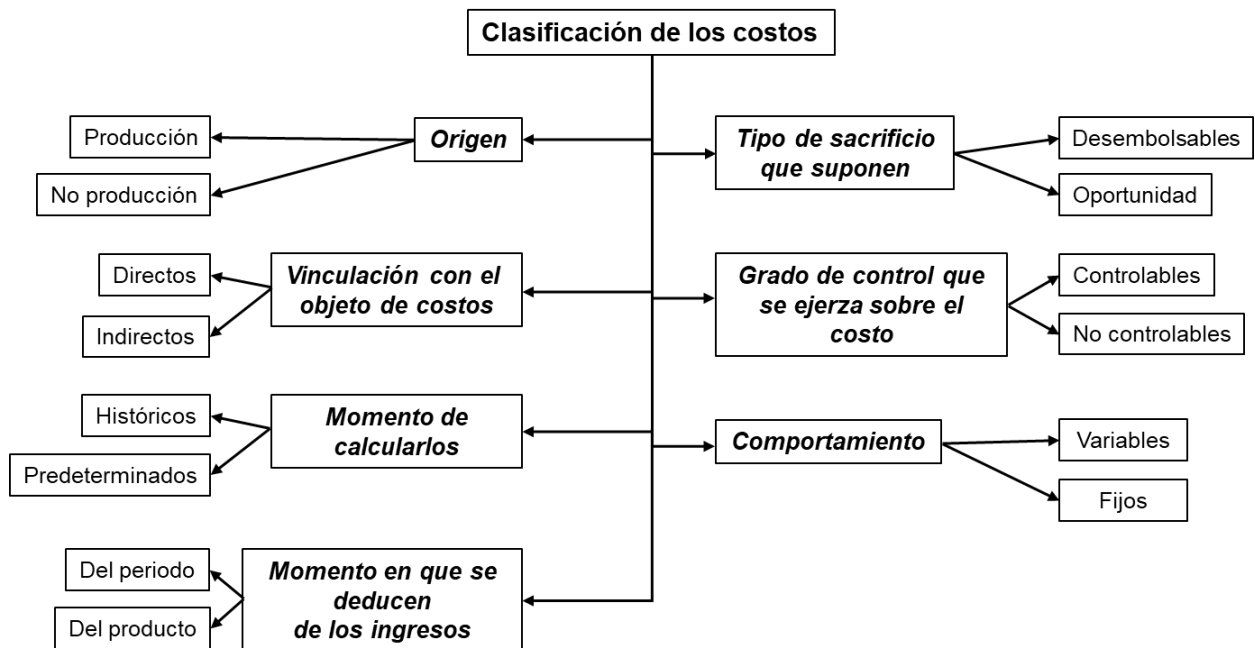 Clasificación de los costos
Origen
Producción
No producción
Vinculación con el
objeto de costos
Directos
Indirectos
Momento de
calcularlos
Históricos
Predeterminados
Momento en que se
deducen
de los ingresos
Del periodo
Del producto
Tipo de sacrificio
que suponen
Desembolsables
Oportunidad
Grado de control que
se ejerza sobre el
costo
Controlables
No controlables
Comportamiento
Variables
Fijos